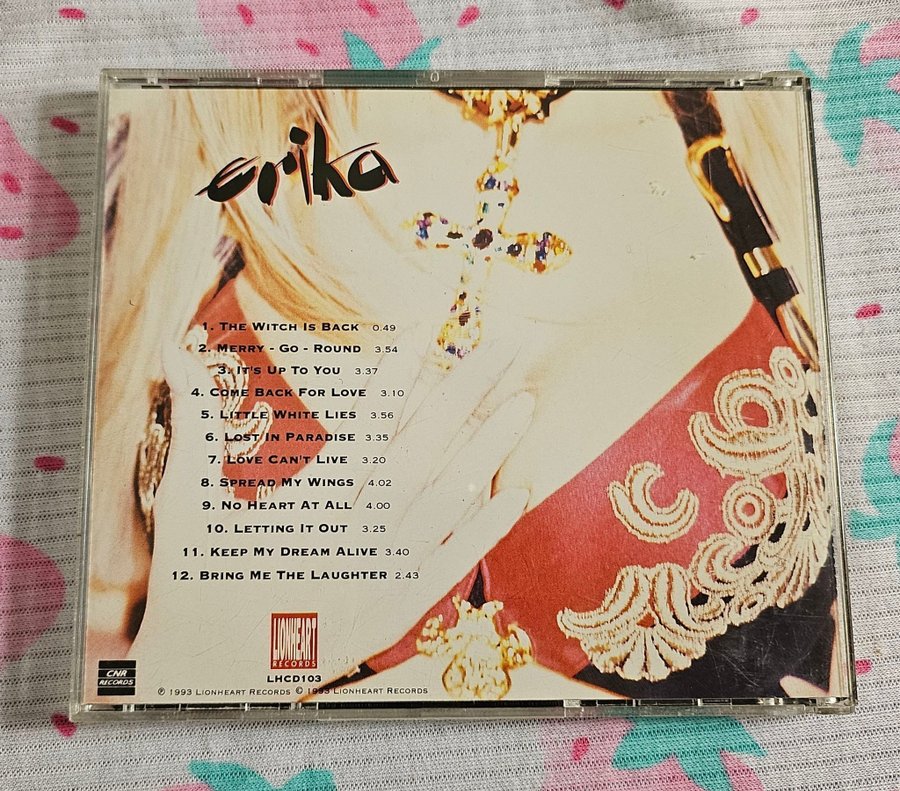 erika
1. The Witch Is Back 0.49
2. Merry - Go - Round 3.54
3. It's Up To You 3.37
4. Come Back For Love 3.10
5. Little White Lies 3.56
6. Lost In Paradise 3.35
7. Love Can't Live 3.20
8. Spread My Wings 4.02
9. No Heart At All 4.00
10. Letting It Out 3.25
11. Keep My Dream Alive 3.40
12. Bring Me The Laughter 2.43
LIONHEART
RECORDS
LHCD103
CNR
RECORDS
℗ 1993 Lionheart Records © 1993 Lionheart Records